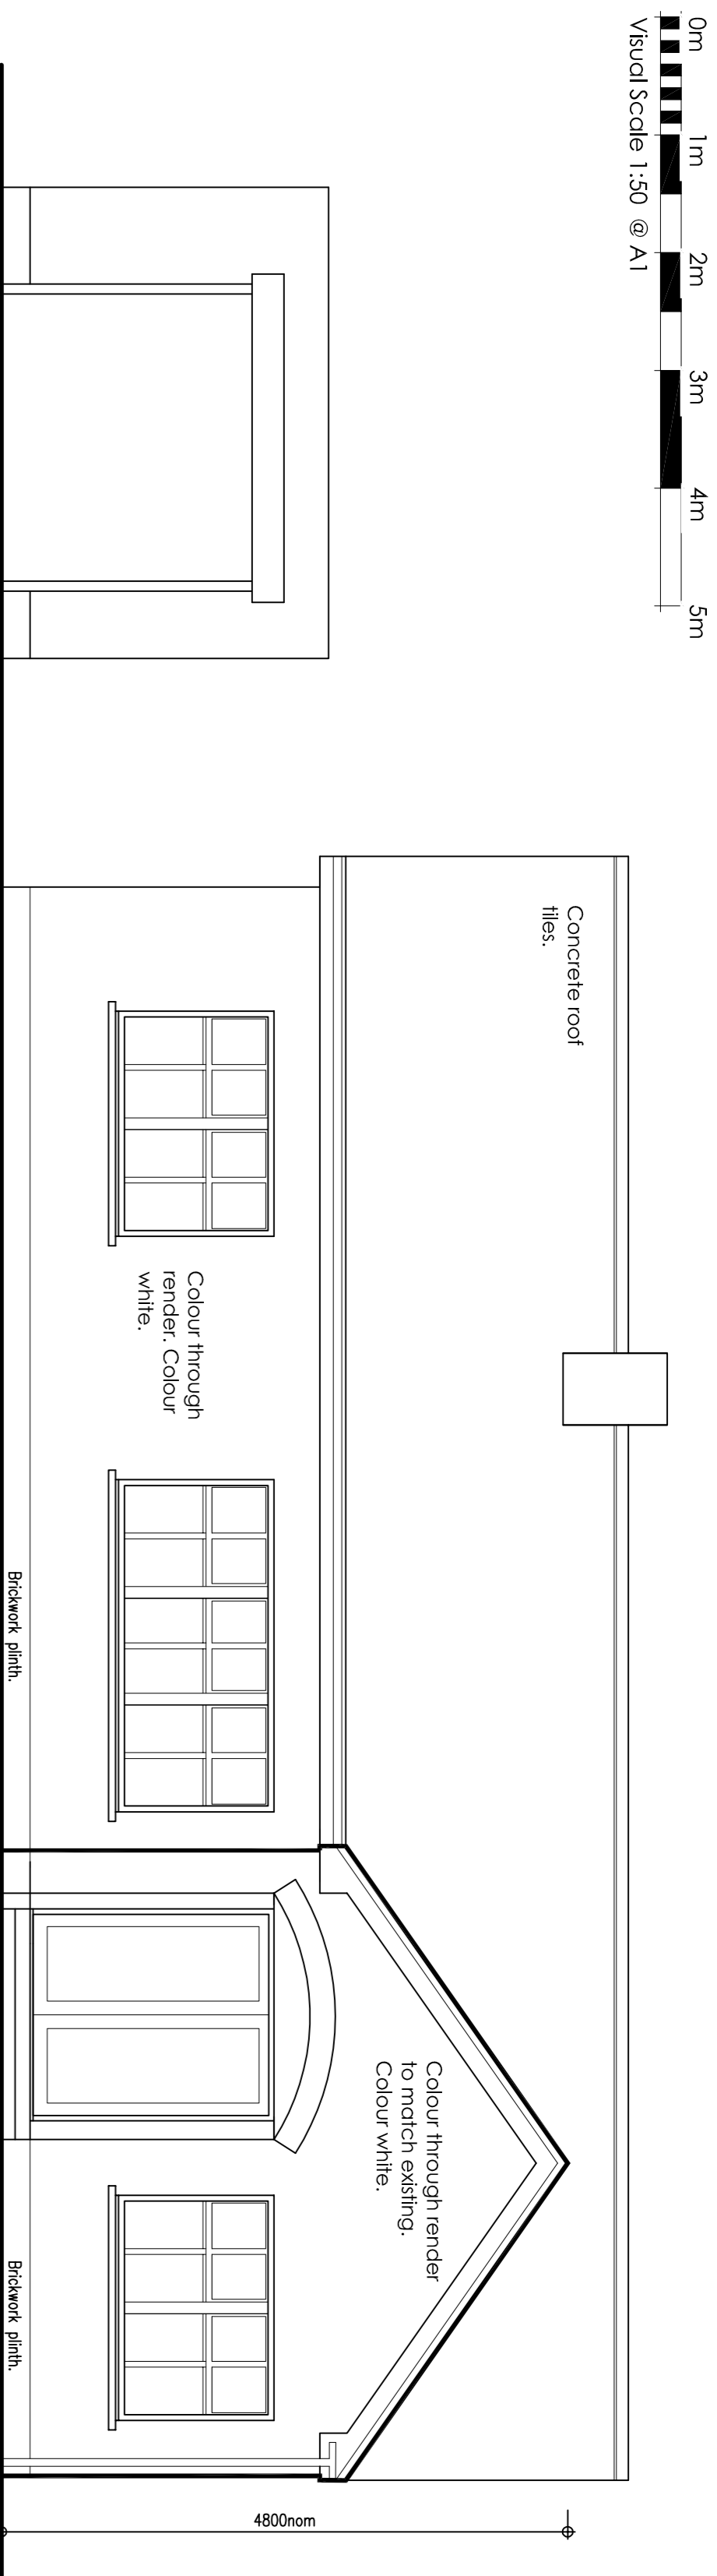 0m 1m 2m 3m 4m 5m
Visual Scale 1:50 @ A1
Concrete roof
tiles.
Colour through
render. Colour
white.
Colour through render
to match existing.
Colour white.
Brickwork plinth.
Brickwork plinth.
4800nom